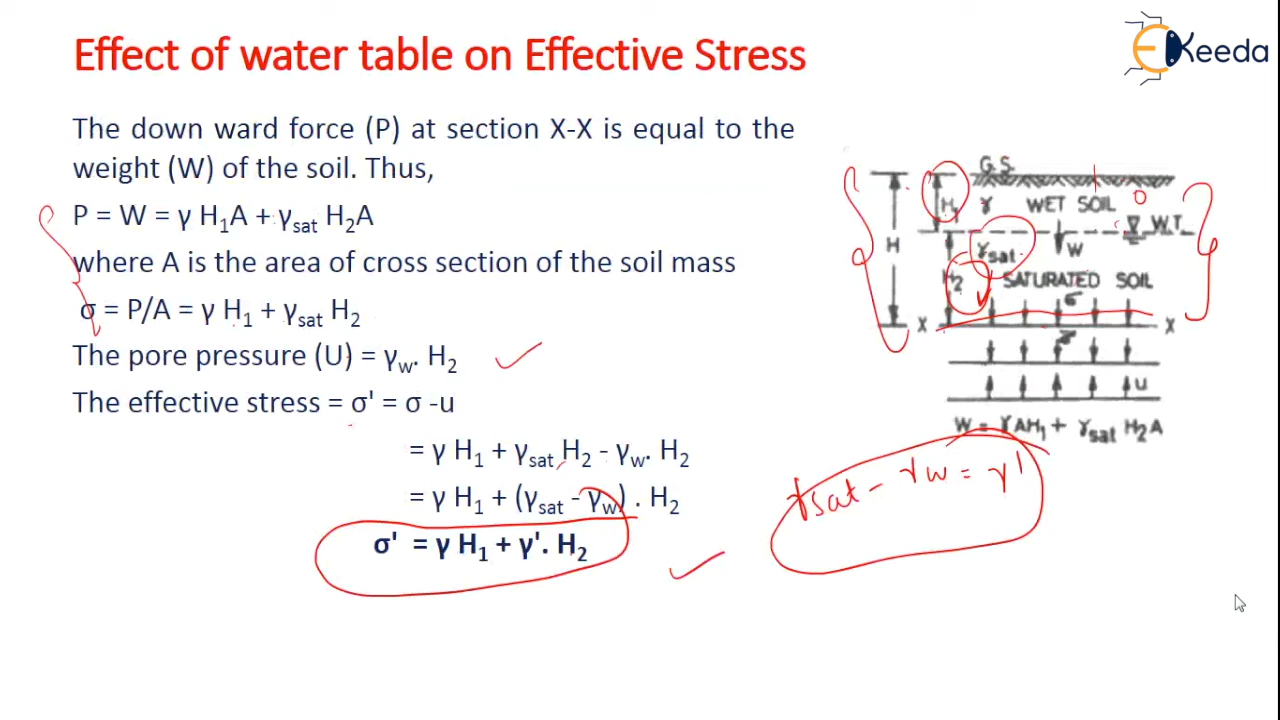 Effect of water table on Effective Stress
EKeeda
The down ward force (P) at section X-X is equal to the
weight (W) of the soil. Thus,
P = W = γ H₁A + γsat H₂A
where A is the area of cross section of the soil mass
σ = P/A = γ H₁ + γsat H₂
The pore pressure (U) = γw. H₂
The effective stress = σ' = σ -u
= γ H₁ + γsat H₂ - γw. H₂
= γ H₁ + (γsat - γw) . H₂
σ' = γ H₁ + γ'. H₂
G.S.
H₁ γ WET SOIL 0
W.T.
H γsat W
H₂ SATURATED SOIL
σ
X X
σ
u
W = γAH₁ + γsat H₂A
γsat - γw = γ'